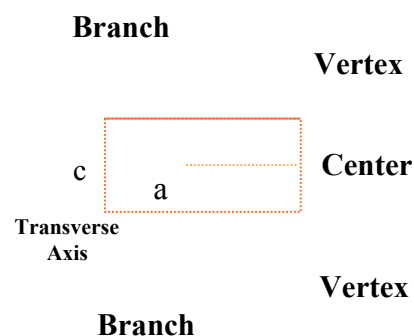 Branch
Vertex
Center
c
a
Transverse
Axis
Vertex
Branch